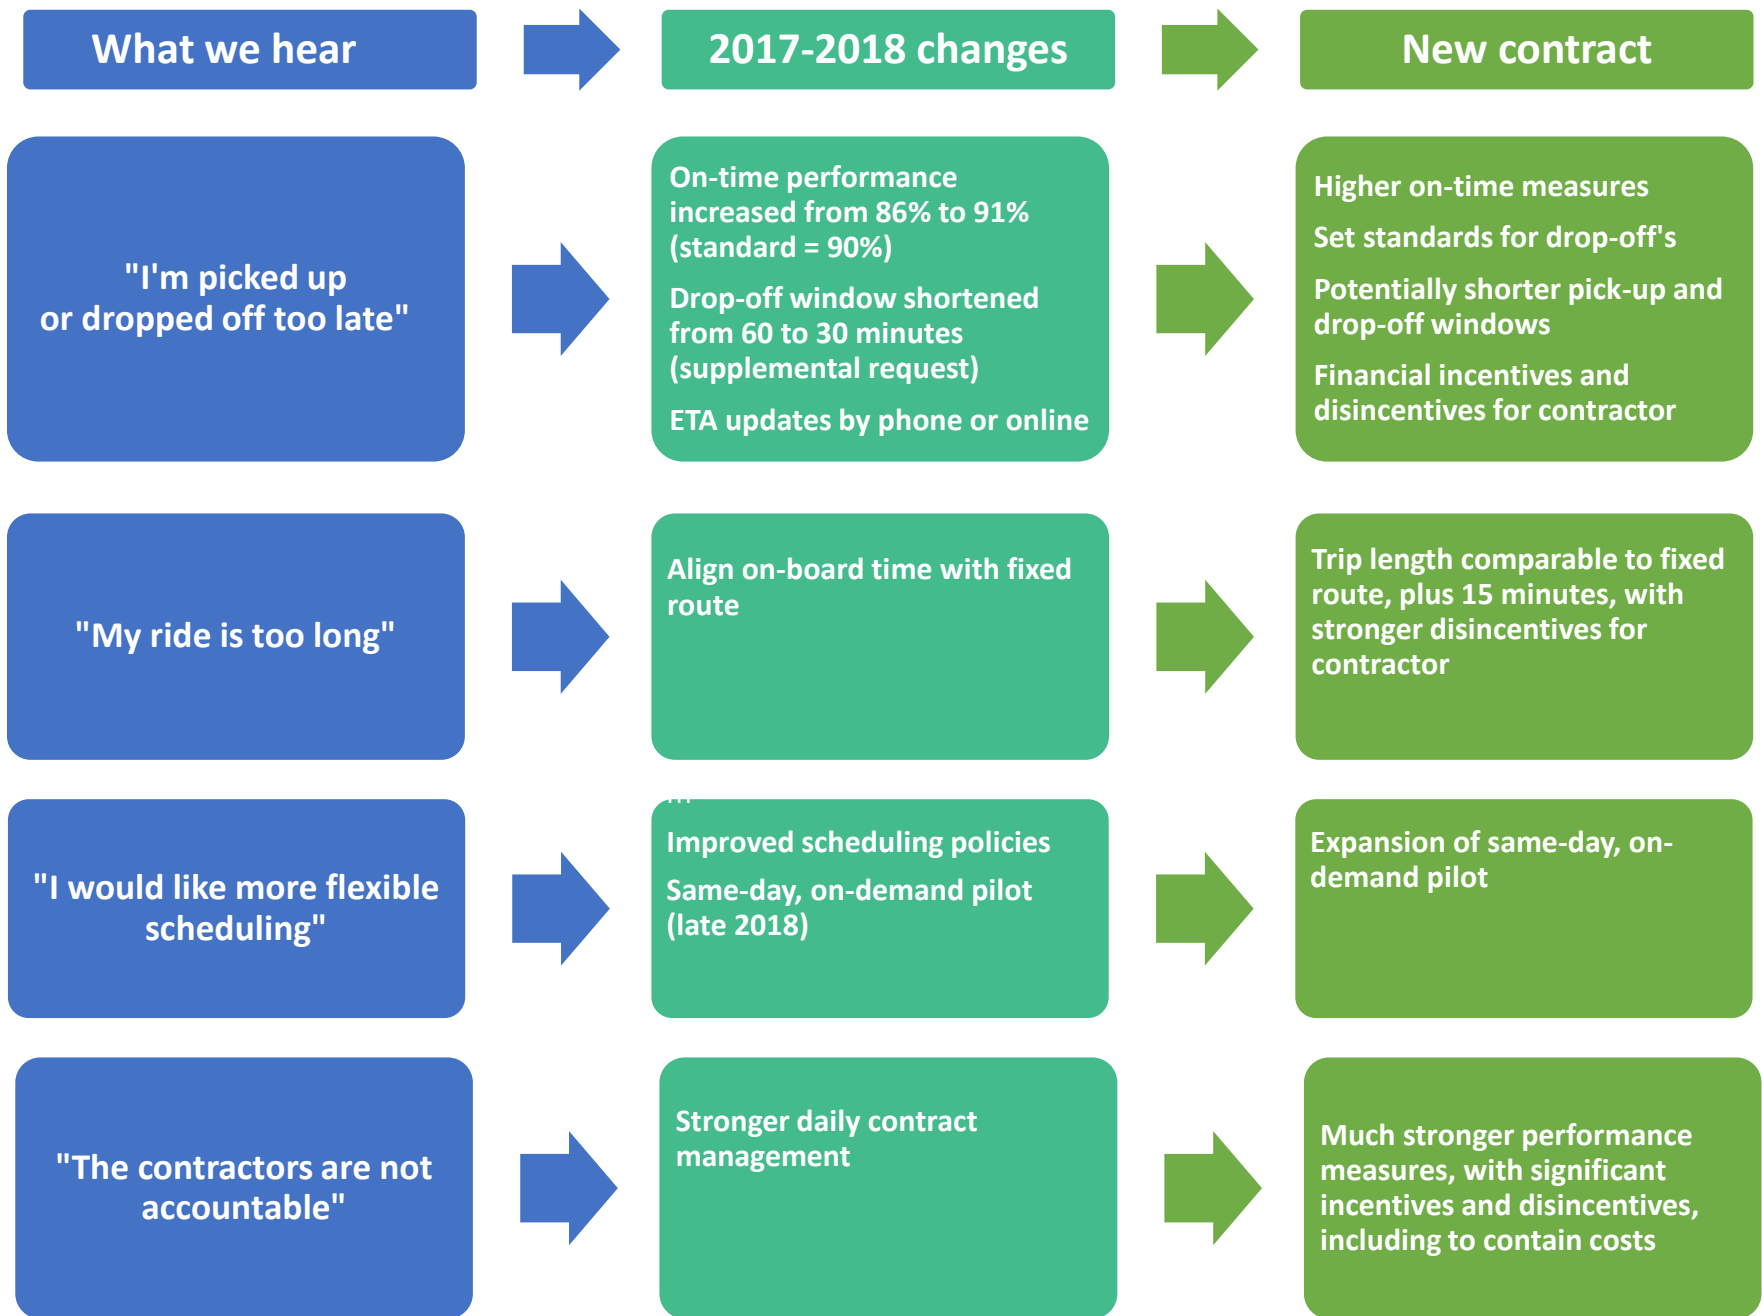 What we hear
2017-2018 changes
New contract
"I'm picked up
or dropped off too late"
On-time performance
increased from 86% to 91%
(standard = 90%)
Drop-off window shortened
from 60 to 30 minutes
(supplemental request)
ETA updates by phone or online
Higher on-time measures
Set standards for drop-off's
Potentially shorter pick-up and
drop-off windows
Financial incentives and
disincentives for contractor
"My ride is too long"
Align on-board time with fixed
route
Trip length comparable to fixed
route, plus 15 minutes, with
stronger disincentives for
contractor
"I would like more flexible
scheduling"
...
Improved scheduling policies
Same-day, on-demand pilot
(late 2018)
Expansion of same-day, on-
demand pilot
"The contractors are not
accountable"
Stronger daily contract
management
Much stronger performance
measures, with significant
incentives and disincentives,
including to contain costs